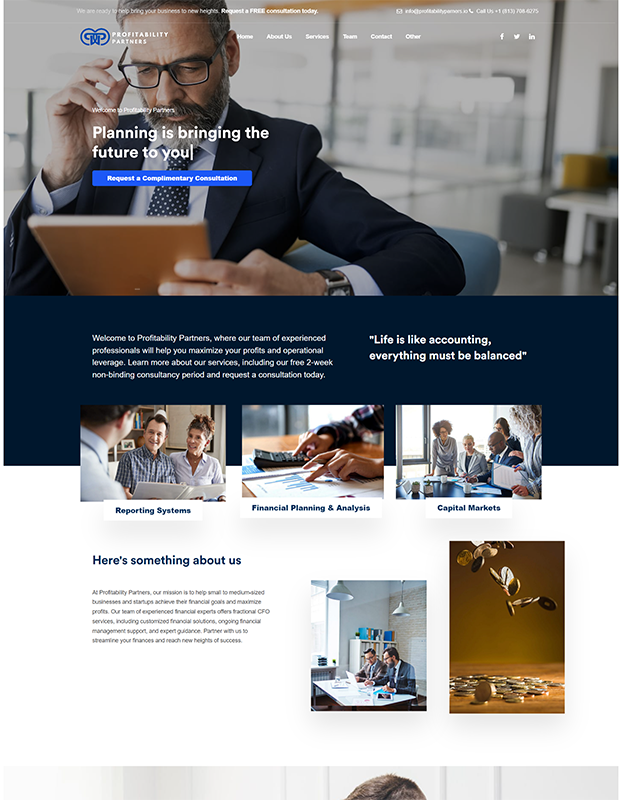 We are ready to help bring your business to new heights. Request a FREE consultation today.
info@profitabilitypartners.io Call Us +1 (813) 708-6275
PROFITABILITY
PARTNERS
Home About Us Services Team Contact Other
Welcome to Profitability Partners
Planning is bringing the
future to you|
Request a Complimentary Consultation
Welcome to Profitability Partners, where our team of experienced
professionals will help you maximize your profits and operational
leverage. Learn more about our services, including our free 2-week
non-binding consultancy period and request a consultation today.
"Life is like accounting,
everything must be balanced"
Reporting Systems
Financial Planning & Analysis
Capital Markets
Here's something about us
At Profitability Partners, our mission is to help small to medium-sized
businesses and startups achieve their financial goals and maximize
profits. Our team of experienced financial experts offers fractional CFO
services, including customized financial solutions, ongoing financial
management support, and expert guidance. Partner with us to
streamline your finances and reach new heights of success.